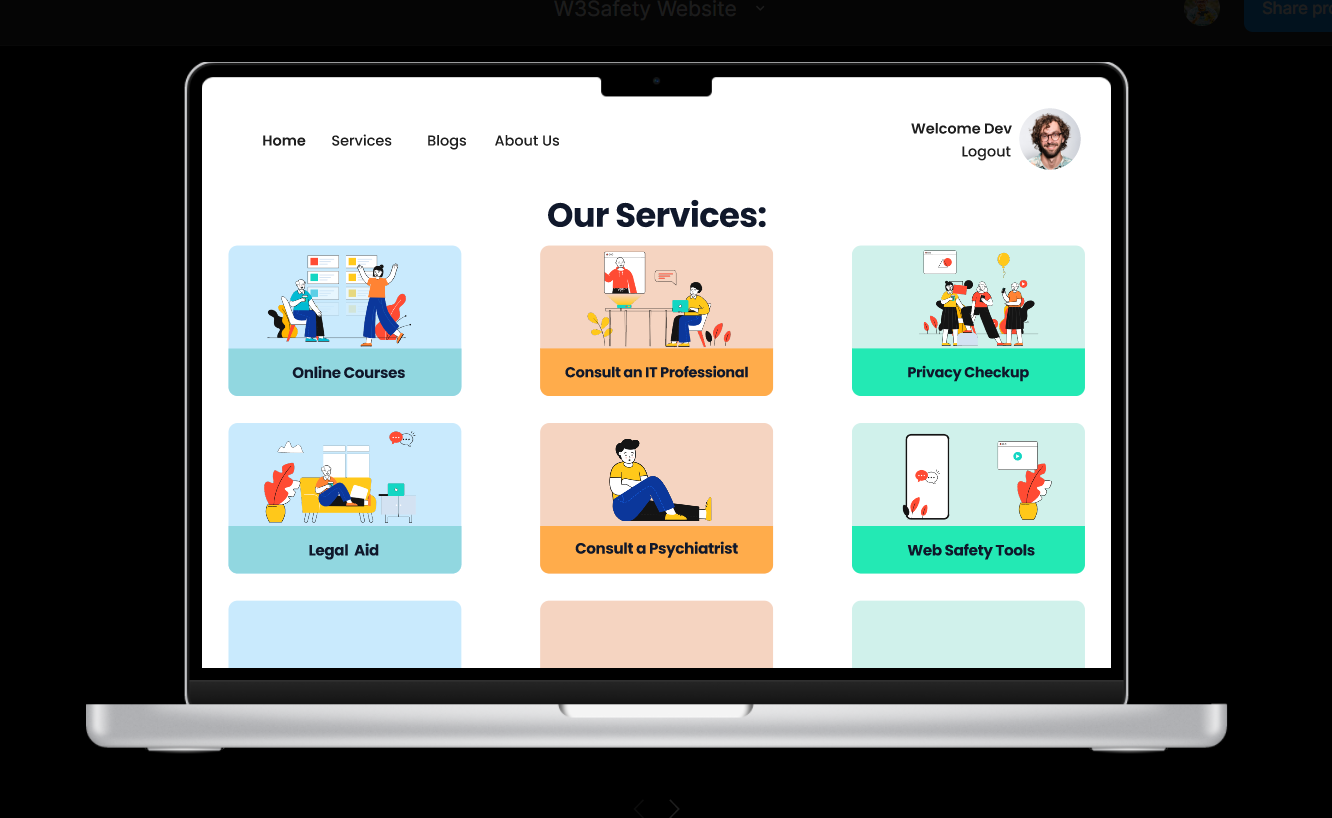 W3Safety Website
Share pr
Home Services Blogs About Us
Welcome Dev
Logout
Our Services:
Online Courses
Consult an IT Professional
Privacy Checkup
Legal Aid
Consult a Psychiatrist
Web Safety Tools